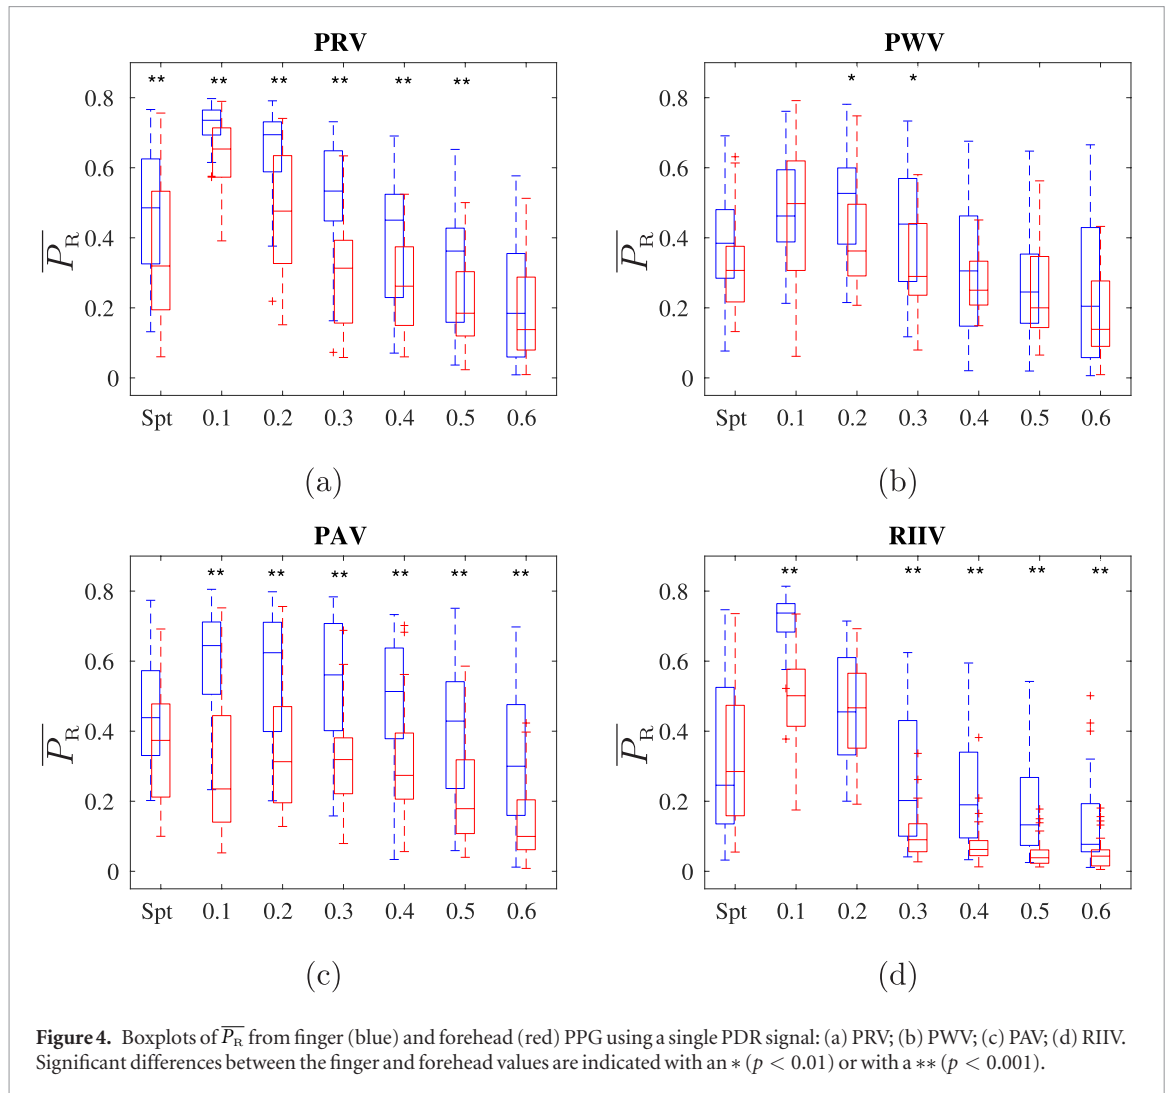 PRV
** ** ** ** ** **
0.8
0.6
0.4
0.2
0
P_R
Spt 0.1 0.2 0.3 0.4 0.5 0.6
(a)
PWV
* *
0.8
0.6
0.4
0.2
0
P_R
Spt 0.1 0.2 0.3 0.4 0.5 0.6
(b)
PAV
** ** ** ** ** **
0.8
0.6
0.4
0.2
0
P_R
Spt 0.1 0.2 0.3 0.4 0.5 0.6
(c)
RIIV
** ** ** ** **
0.8
0.6
0.4
0.2
0
P_R
Spt 0.1 0.2 0.3 0.4 0.5 0.6
(d)
Figure 4. Boxplots of P_R from finger (blue) and forehead (red) PPG using a single PDR signal: (a) PRV; (b) PWV; (c) PAV; (d) RIIV.
Significant differences between the finger and forehead values are indicated with an * (p < 0.01) or with a ** (p < 0.001).